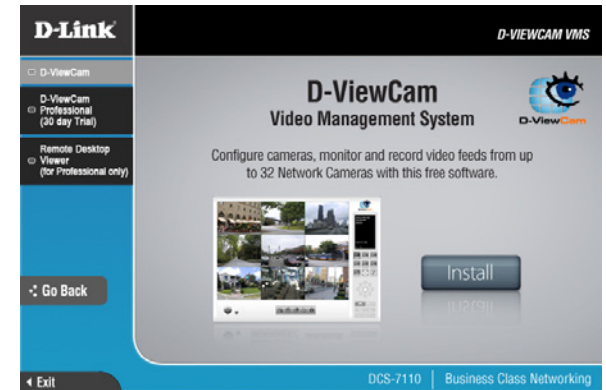 D-Link
D-VIEWCAM VMS
D-ViewCam
D-ViewCam
Professional
(30 day Trial)
Remote Desktop
Viewer
(for Professional only)
Go Back
Exit
D-ViewCam
Video Management System
D-ViewCam
Configure cameras, monitor and record video feeds from up
to 32 Network Cameras with this free software.
Install
DCS-7110
Business Class Networking